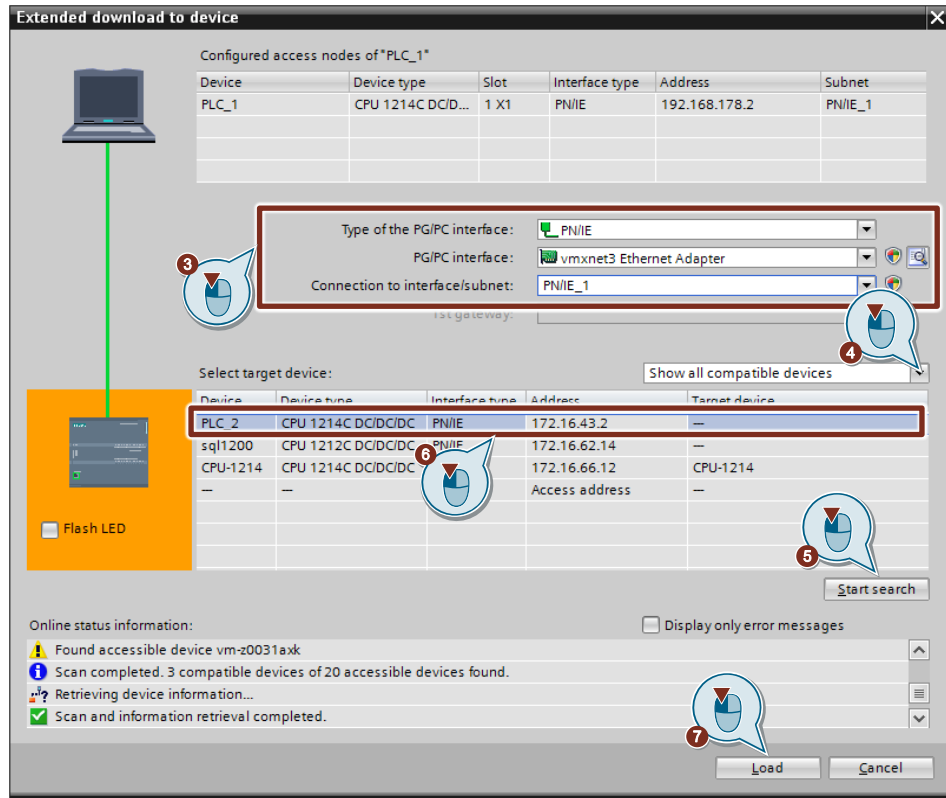 Extended download to device
Configured access nodes of "PLC_1"
Device Device type Slot Interface type Address Subnet
PLC_1 CPU 1214C DC/D... 1 X1 PN/IE 192.168.178.2 PN/IE_1
Type of the PG/PC interface: PN/IE
3
PG/PC interface: vmxnet3 Ethernet Adapter
Connection to interface/subnet: PN/IE_1
1st gateway:
4
Select target device: Show all compatible devices
Device Device type Interface type Address Target device
PLC_2 CPU 1214C DC/DC/DC PN/IE 172.16.43.2 —
sql1200 CPU 1212C DC/DC/DC PN/IE 172.16.62.14 —
6
CPU-1214 CPU 1214C DC/DC/DC 172.16.66.12 CPU-1214
— — Access address —
Flash LED
5
Start search
Online status information: Display only error messages
Found accessible device vm-z0031axk
Scan completed. 3 compatible devices of 20 accessible devices found.
Retrieving device information...
Scan and information retrieval completed.
7
Load Cancel